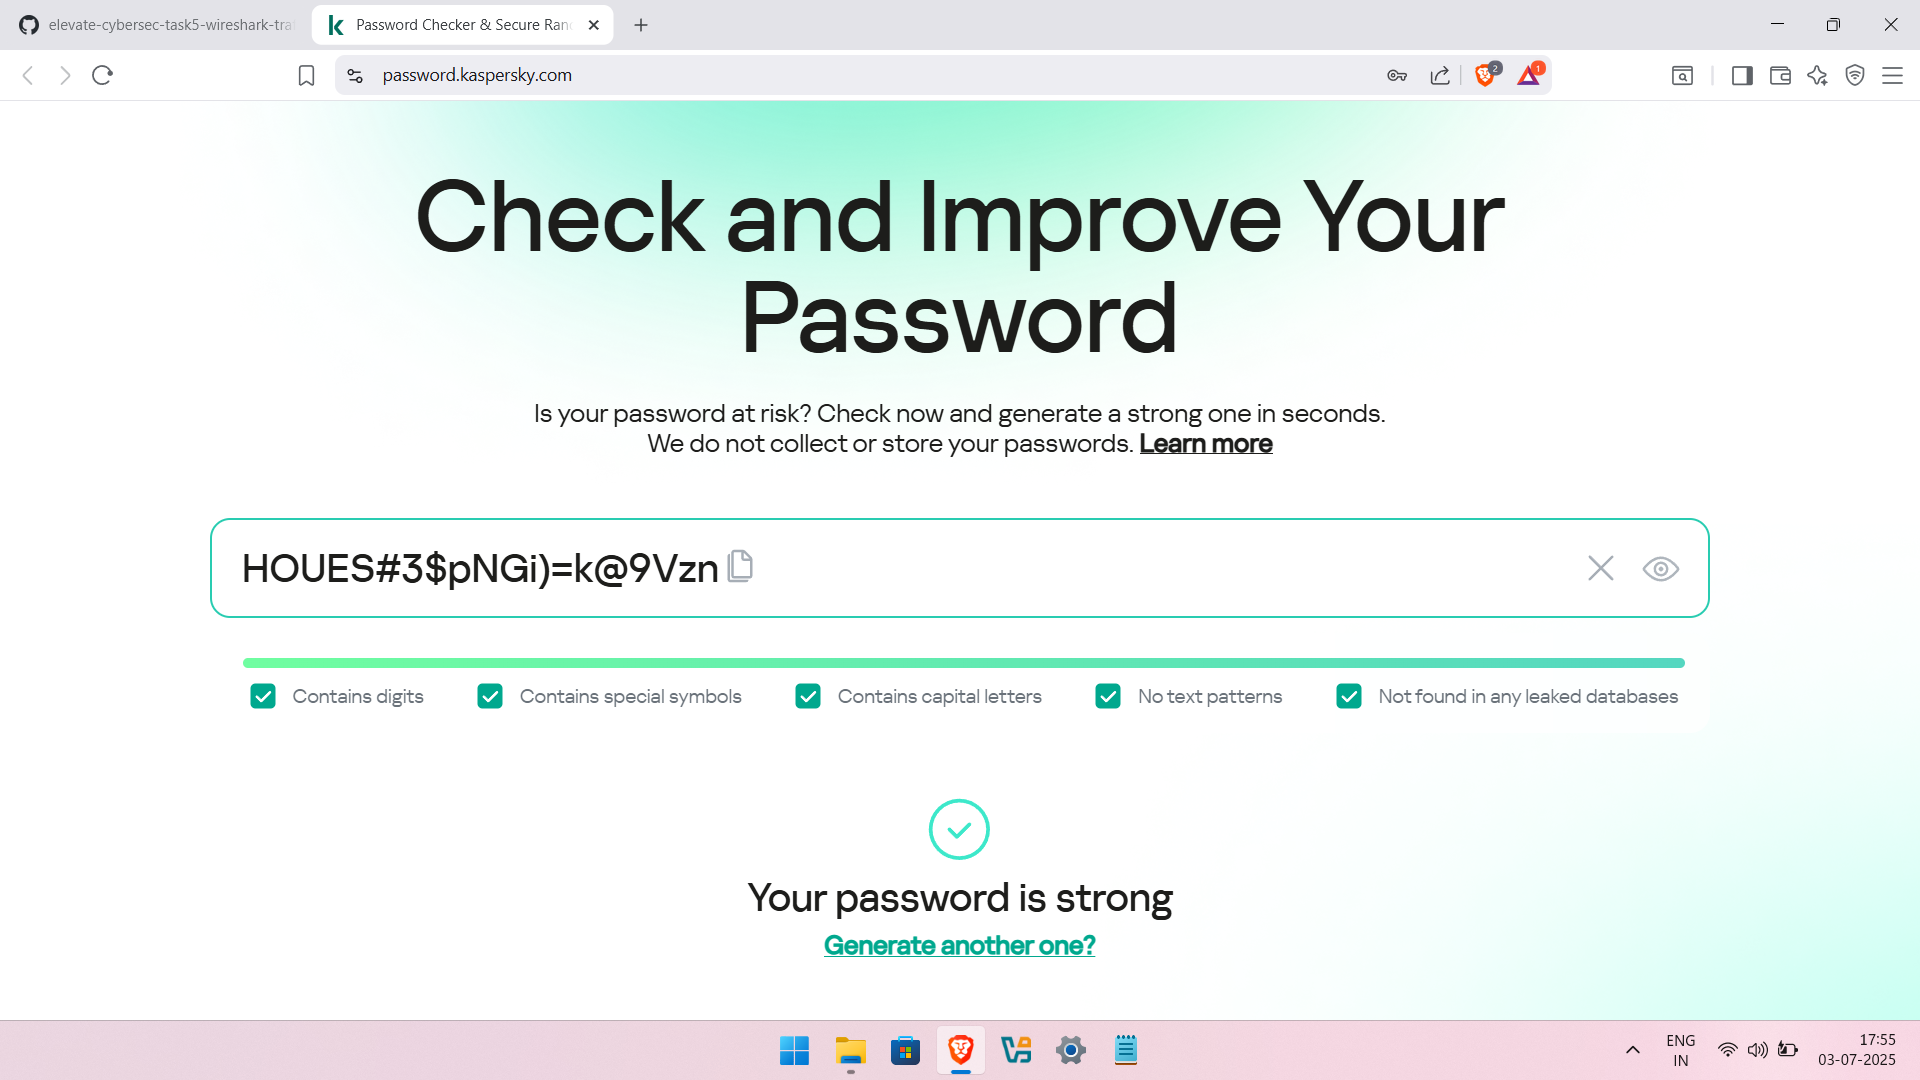 elevate-cybersec-task5-wireshark-tra
Password Checker & Secure Ran
password.kaspersky.com
2
1
Check and Improve Your
Password
Is your password at risk? Check now and generate a strong one in seconds.
We do not collect or store your passwords. Learn more
HOUES#3$pNGi)=k@9Vzn
Contains digits
Contains special symbols
Contains capital letters
No text patterns
Not found in any leaked databases
Your password is strong
Generate another one?
ENG
IN
17:55
03-07-2025